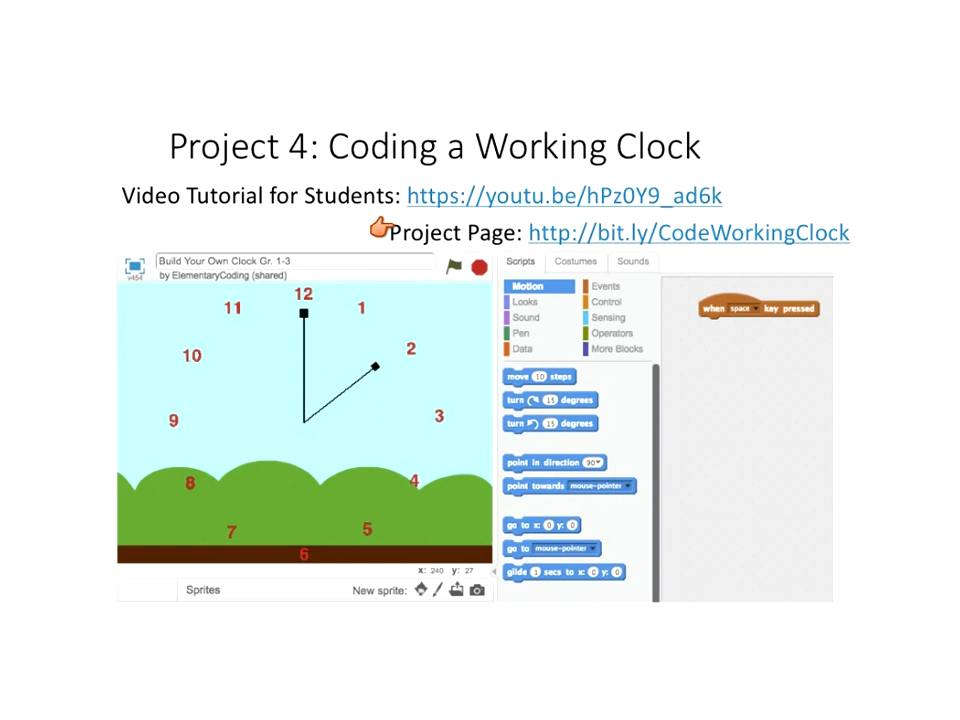 Project 4: Coding a Working Clock
Video Tutorial for Students: https://youtu.be/hPz0Y9_ad6k
Project Page: http://bit.ly/CodeWorkingClock
Build Your Own Clock Gr. 1-3
by ElementaryCoding (shared)
v454
12
11
1
10
2
9
3
8
4
7
5
6
x: 240 y: 27
Sprites
New sprite:
Scripts Costumes Sounds
Motion Events
Looks Control
Sound Sensing
Pen Operators
Data More Blocks
move 10 steps
turn 15 degrees
turn 15 degrees
point in direction 90
point towards mouse-pointer
go to x: 0 y: 0
go to mouse-pointer
glide 1 secs to x: 0 y: 0
when space key pressed